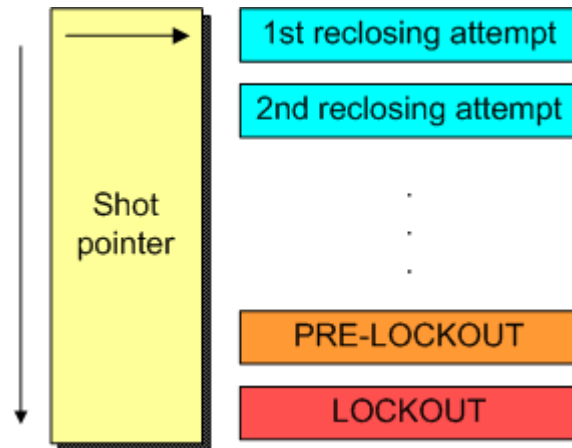 1st reclosing attempt
2nd reclosing attempt
Shot
pointer
.
.
.
PRE-LOCKOUT
LOCKOUT